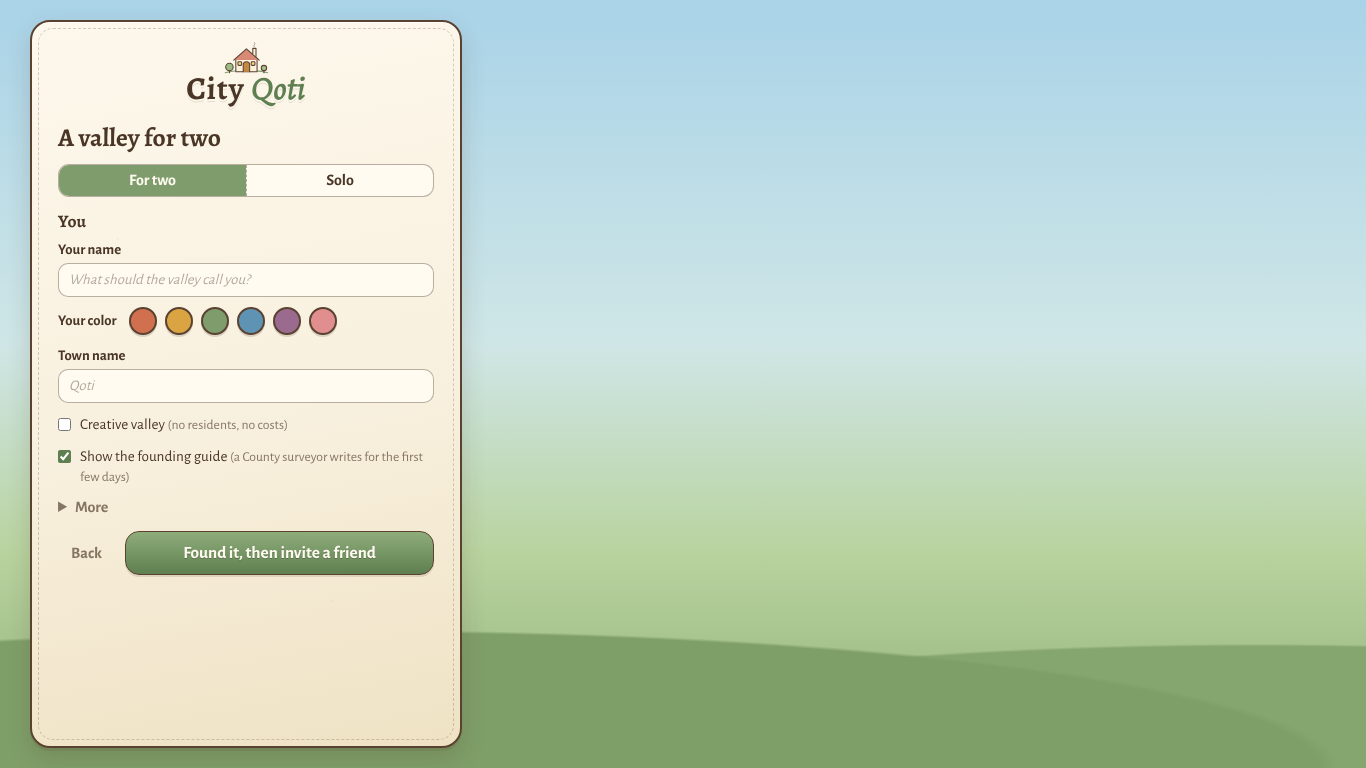 City Qoti
A valley for two
For two
Solo
You
Your name
What should the valley call you?
Your color
Town name
Qoti
Creative valley (no residents, no costs)
Show the founding guide (a County surveyor writes for the first
few days)
More
Back
Found it, then invite a friend